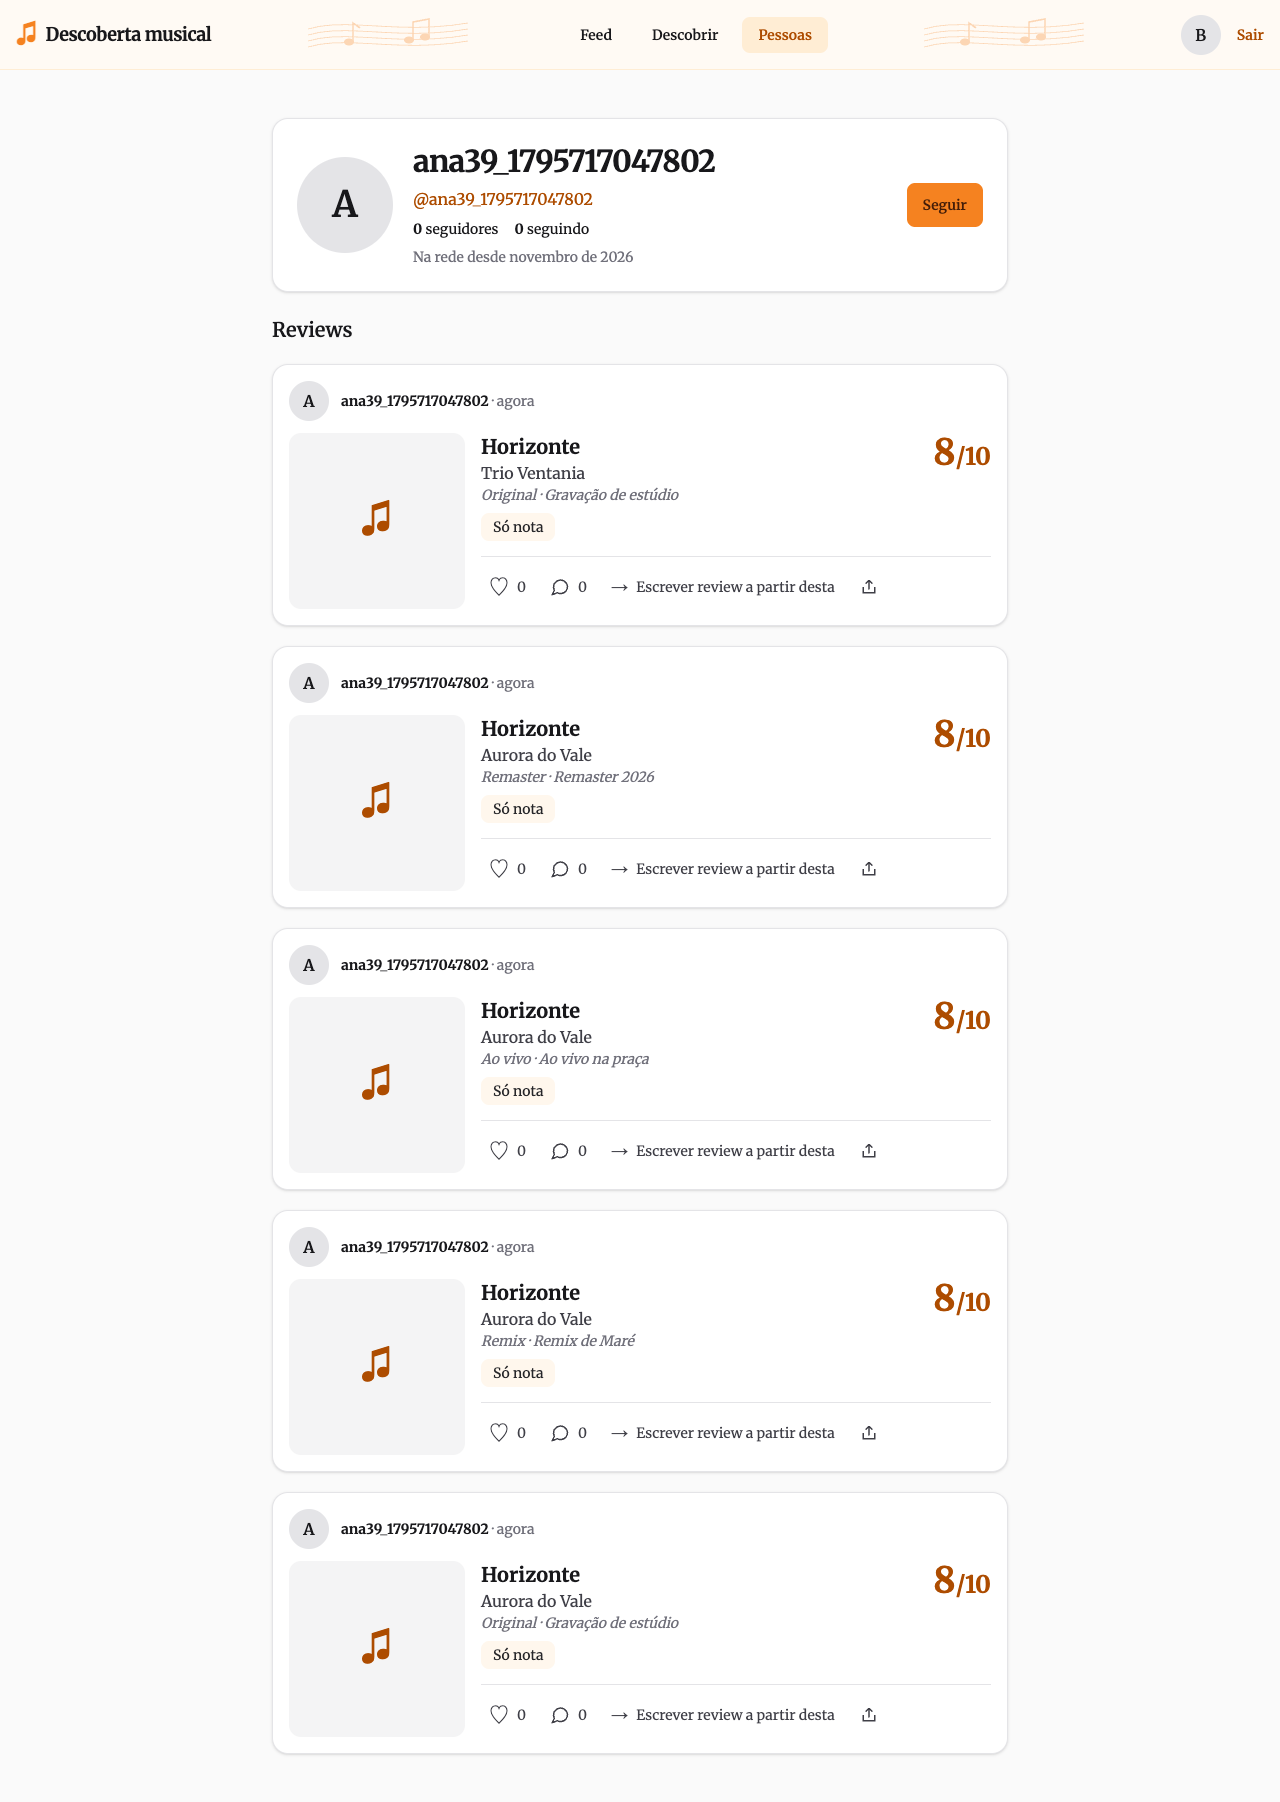 Descoberta musical
Feed
Descobrir
Pessoas
B
Sair
A
ana39_1795717047802
@ana39_1795717047802
0 seguidores 0 seguindo
Na rede desde novembro de 2026
Seguir
Reviews
A
ana39_1795717047802 · agora
Horizonte
8/10
Trio Ventania
Original · Gravação de estúdio
Só nota
0 0 → Escrever review a partir desta
A
ana39_1795717047802 · agora
Horizonte
8/10
Aurora do Vale
Remaster · Remaster 2026
Só nota
0 0 → Escrever review a partir desta
A
ana39_1795717047802 · agora
Horizonte
8/10
Aurora do Vale
Ao vivo · Ao vivo na praça
Só nota
0 0 → Escrever review a partir desta
A
ana39_1795717047802 · agora
Horizonte
8/10
Aurora do Vale
Remix · Remix de Maré
Só nota
0 0 → Escrever review a partir desta
A
ana39_1795717047802 · agora
Horizonte
8/10
Aurora do Vale
Original · Gravação de estúdio
Só nota
0 0 → Escrever review a partir desta